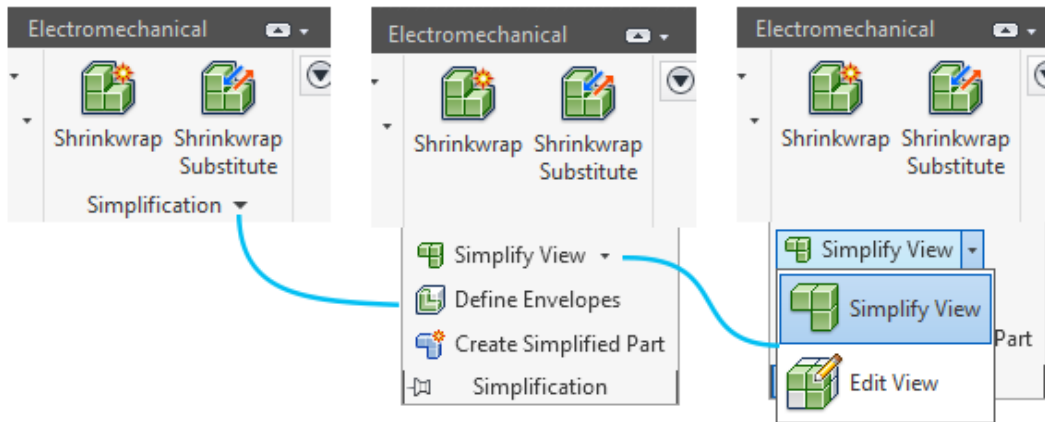 Electromechanical
Shrinkwrap Shrinkwrap
Substitute
Simplification
Electromechanical
Shrinkwrap Shrinkwrap
Substitute
Simplify View
Define Envelopes
Create Simplified Part
Simplification
Electromechanical
Shrinkwrap Shrinkwrap
Substitute
Simplify View
Simplify View
Part
Edit View